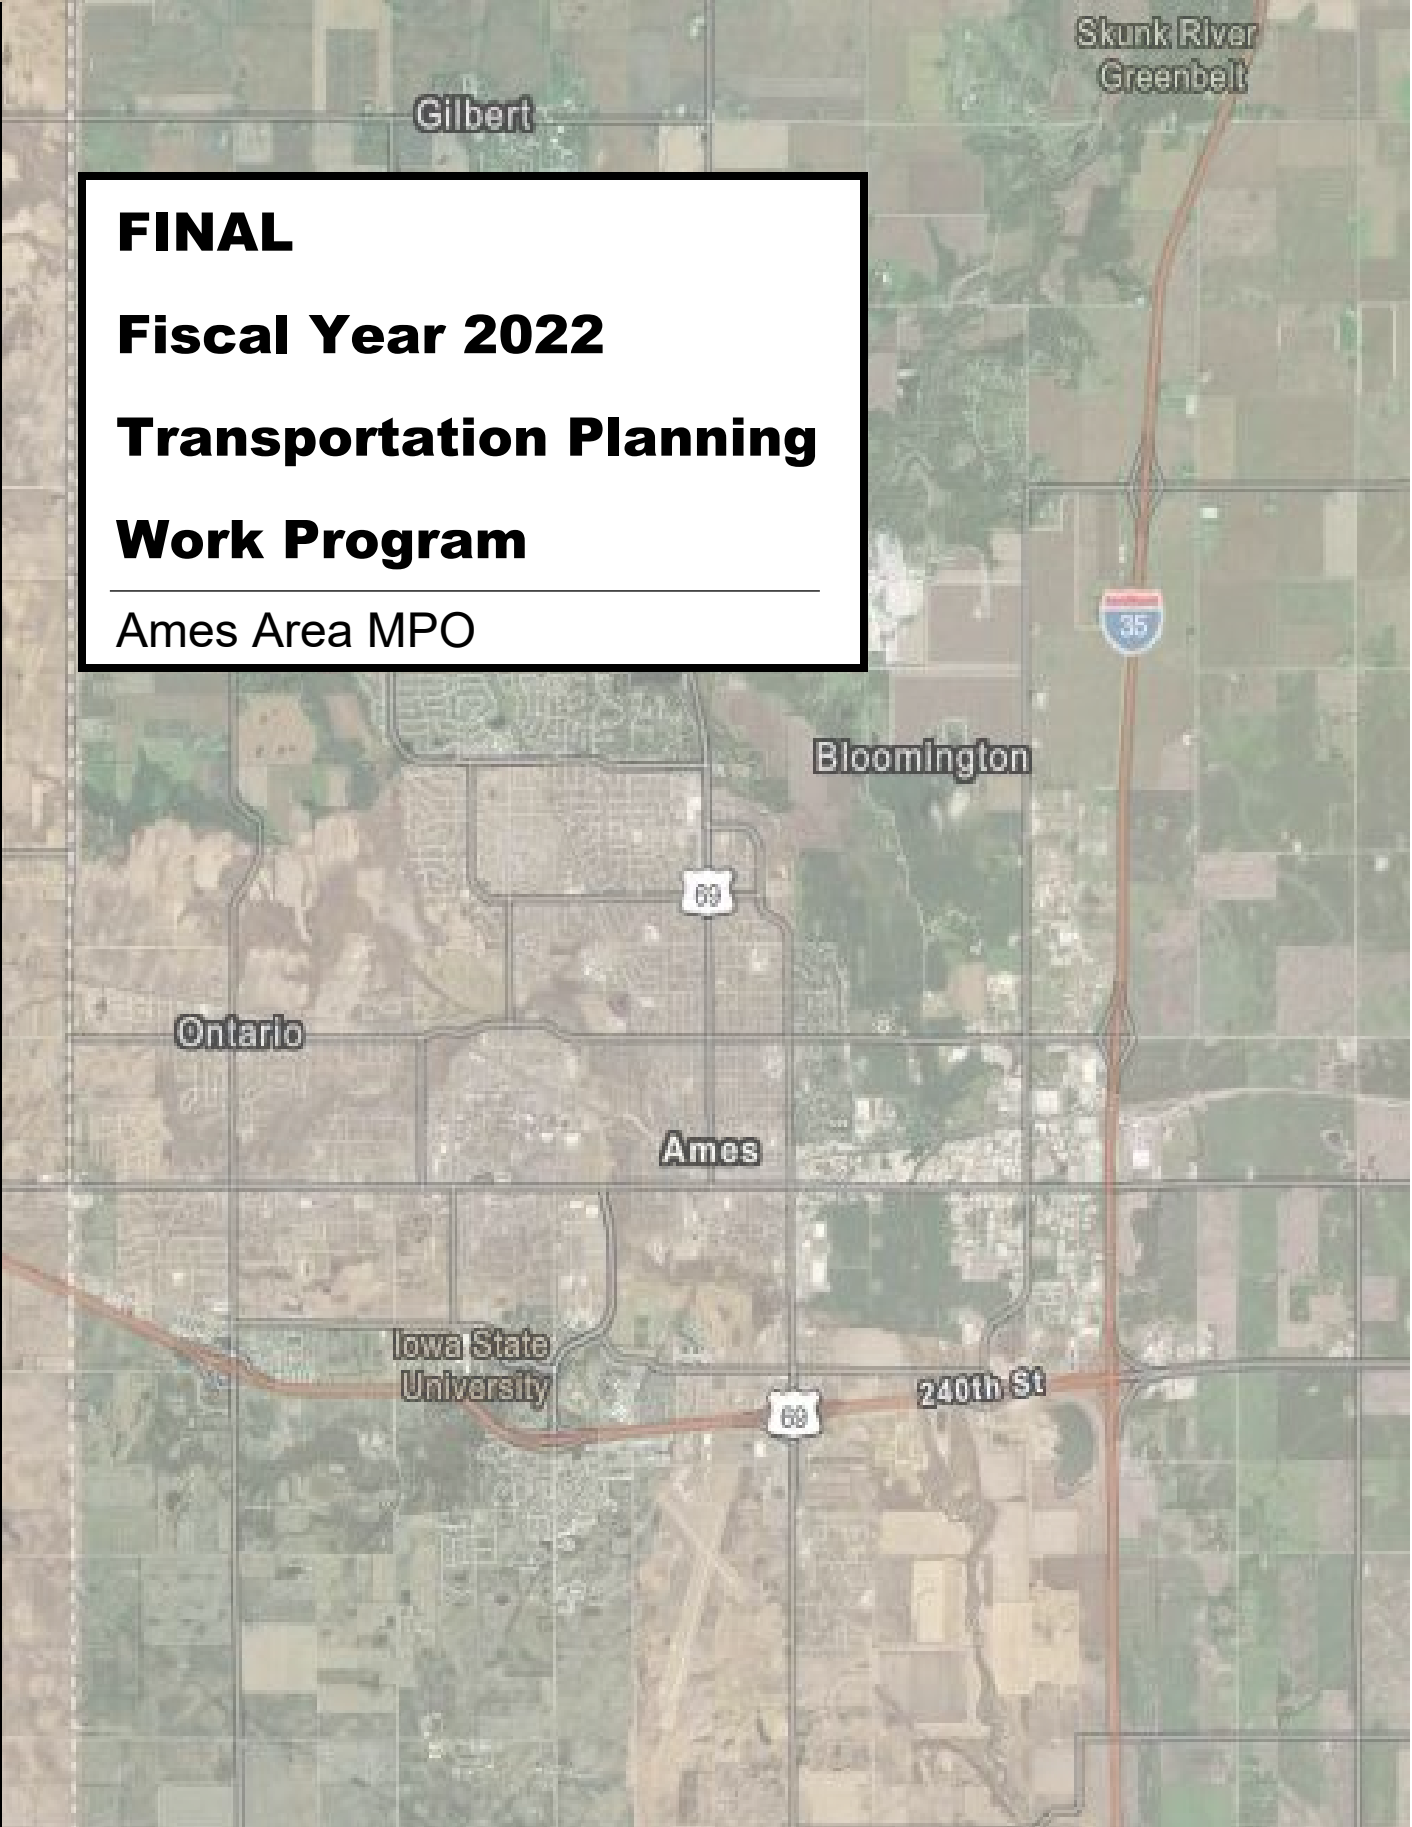 Skunk River
Greenbelt
Gilbert
FINAL
Fiscal Year 2022
Transportation Planning
Work Program
Ames Area MPO
35
Bloomington
69
Ontario
Ames
Iowa State
University
240th St
69